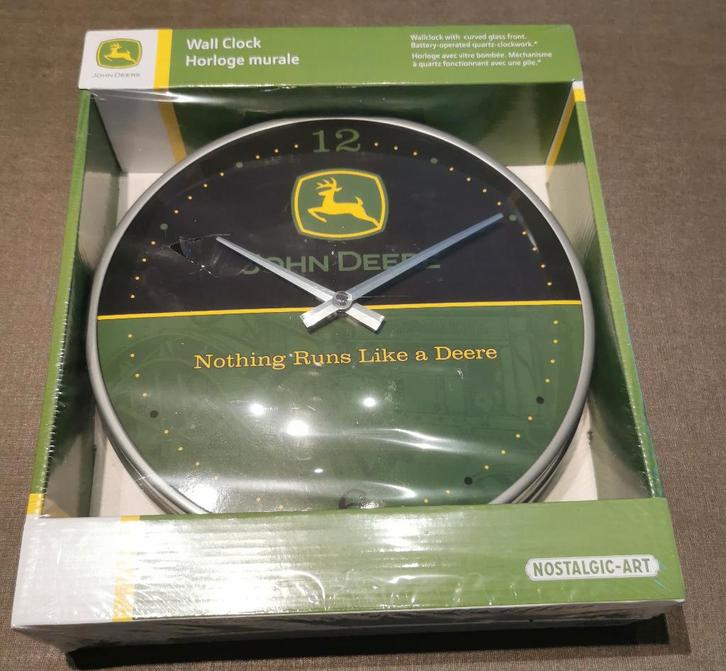 JOHN DEERE
Wall Clock
Horloge murale
Wallclock with curved glass front.
Battery-operated quartz-clockwork.*
Horloge avec vitre bombée. Méchanisme
à quartz fonctionnant avec une pile.*
12
JOHN DEERE
Nothing Runs Like a Deere
NOSTALGIC-ART